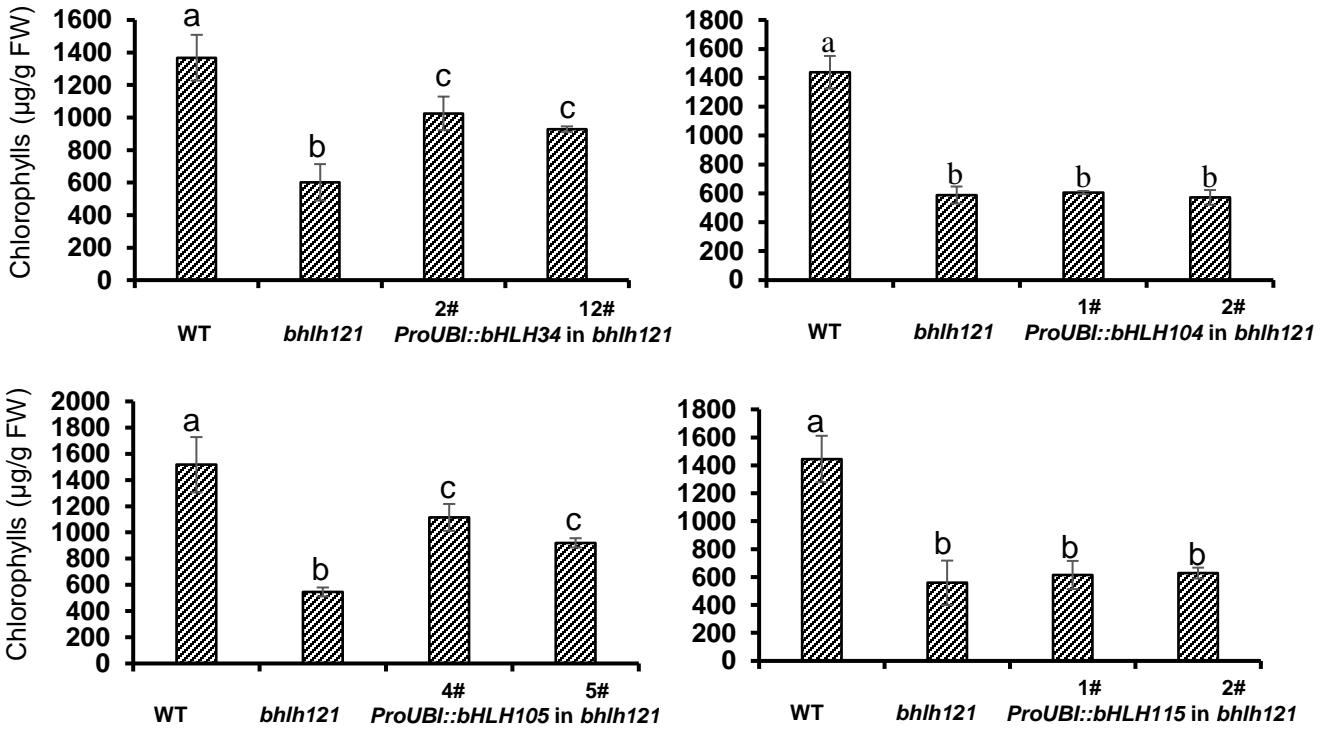 Chlorophylls (µg/g FW)
1600
1400
1200
1000
800
600
400
200
0
a
b
c
c
2#
12#
WT
bhlh121
ProUBI::bHLH34 in bhlh121
1800
1600
1400
1200
1000
800
600
400
200
0
a
b
b
b
1#
2#
WT
bhlh121
ProUBI::bHLH104 in bhlh121
Chlorophylls (µg/g FW)
2000
1800
1600
1400
1200
1000
800
600
400
200
0
a
b
c
c
4#
5#
WT
bhlh121
ProUBI::bHLH105 in bhlh121
1800
1600
1400
1200
1000
800
600
400
200
0
a
b
b
b
1#
2#
WT
bhlh121
ProUBI::bHLH115 in bhlh121